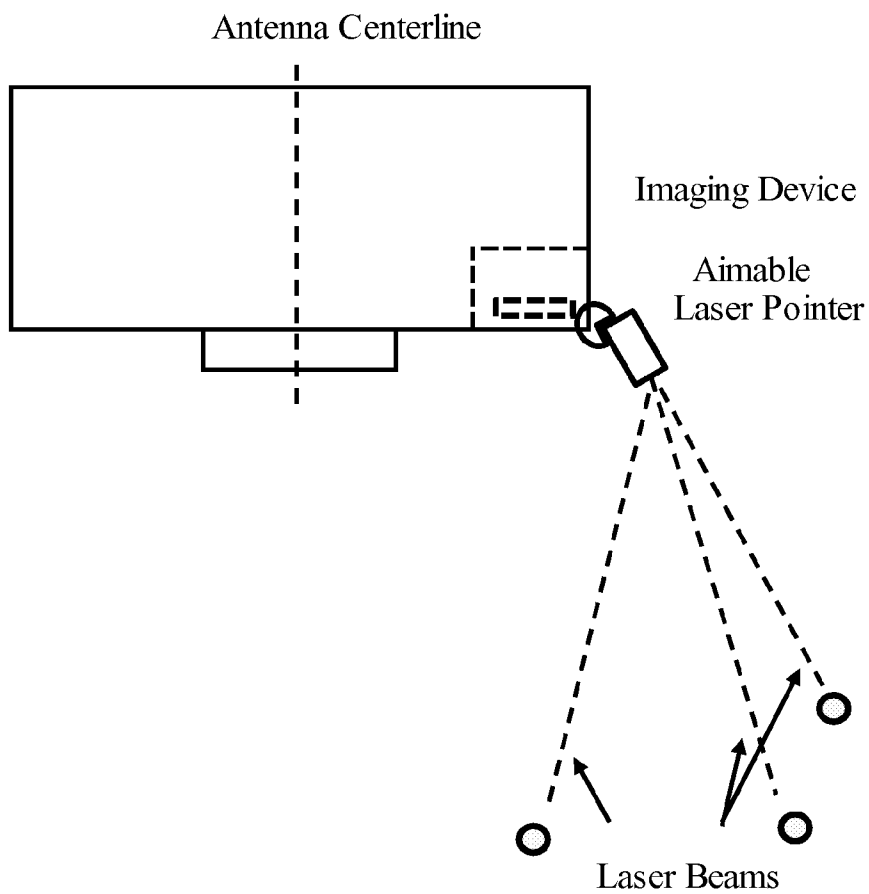 Antenna Centerline
Imaging Device
Aimable
Laser Pointer
Laser Beams